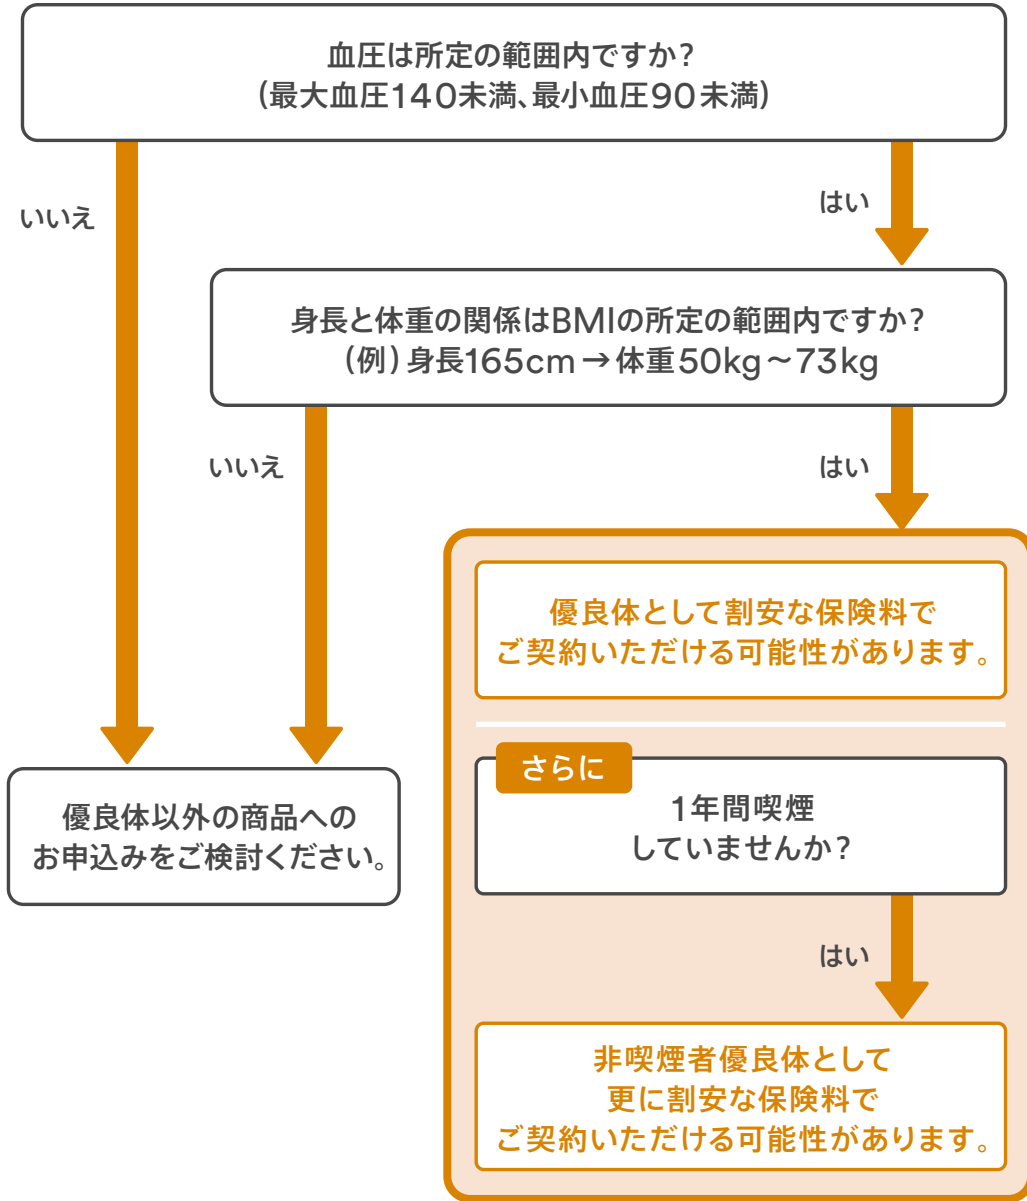 血圧は所定の範囲内ですか?
(最大血圧140未満、最小血圧90未満)
いいえ
はい
身長と体重の関係はBMIの所定の範囲内ですか?
(例)身長165cm→体重50kg～73kg
いいえ
はい
優良体として割安な保険料で
ご契約いただける可能性があります。
さらに
1年間喫煙
していませんか?
優良体以外の商品への
お申込みをご検討ください。
はい
非喫煙者優良体として
更に割安な保険料で
ご契約いただける可能性があります。